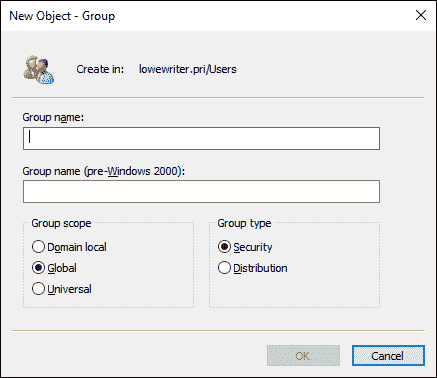 New Object - Group
Create in: lowewriter.pri/Users
Group name:
Group name (pre-Windows 2000):
Group scope
Domain local
Global
Universal
Group type
Security
Distribution
OK
Cancel